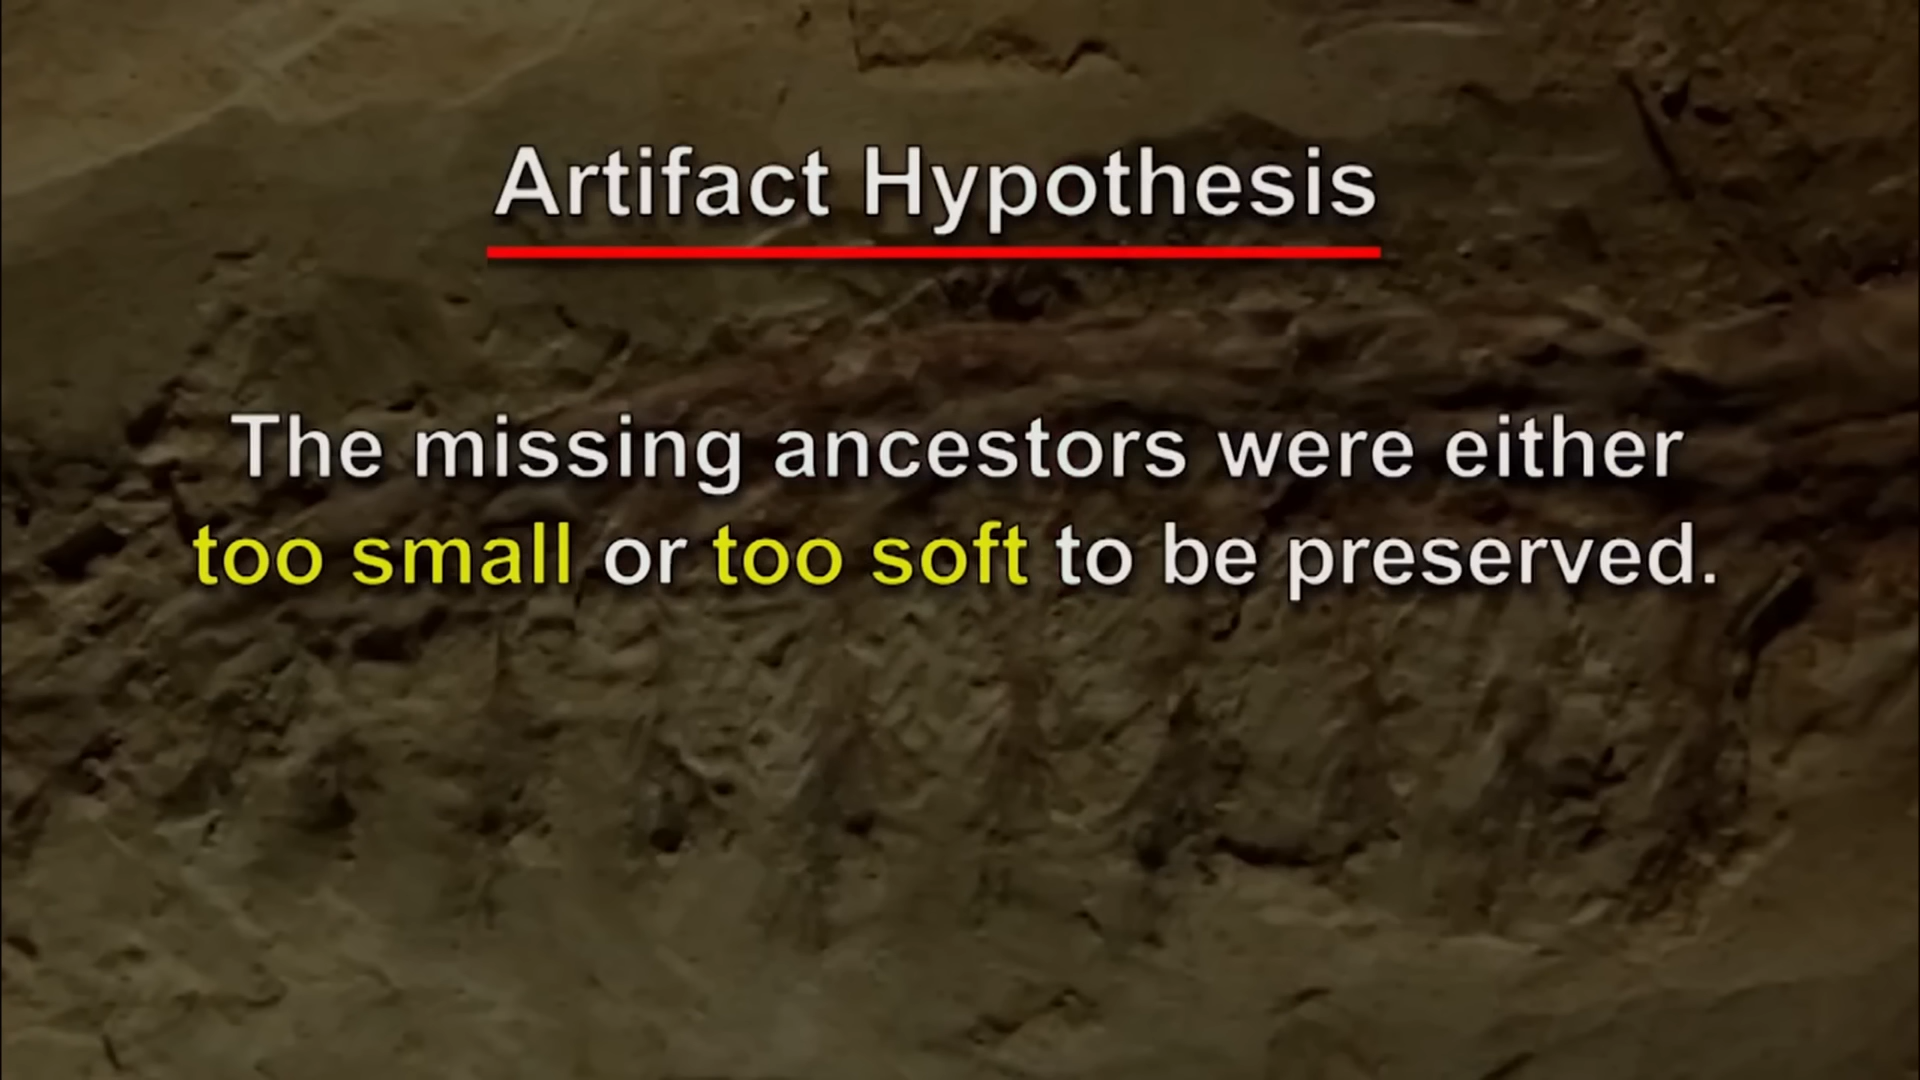 Artifact Hypothesis
The missing ancestors were either
too small or too soft to be preserved.